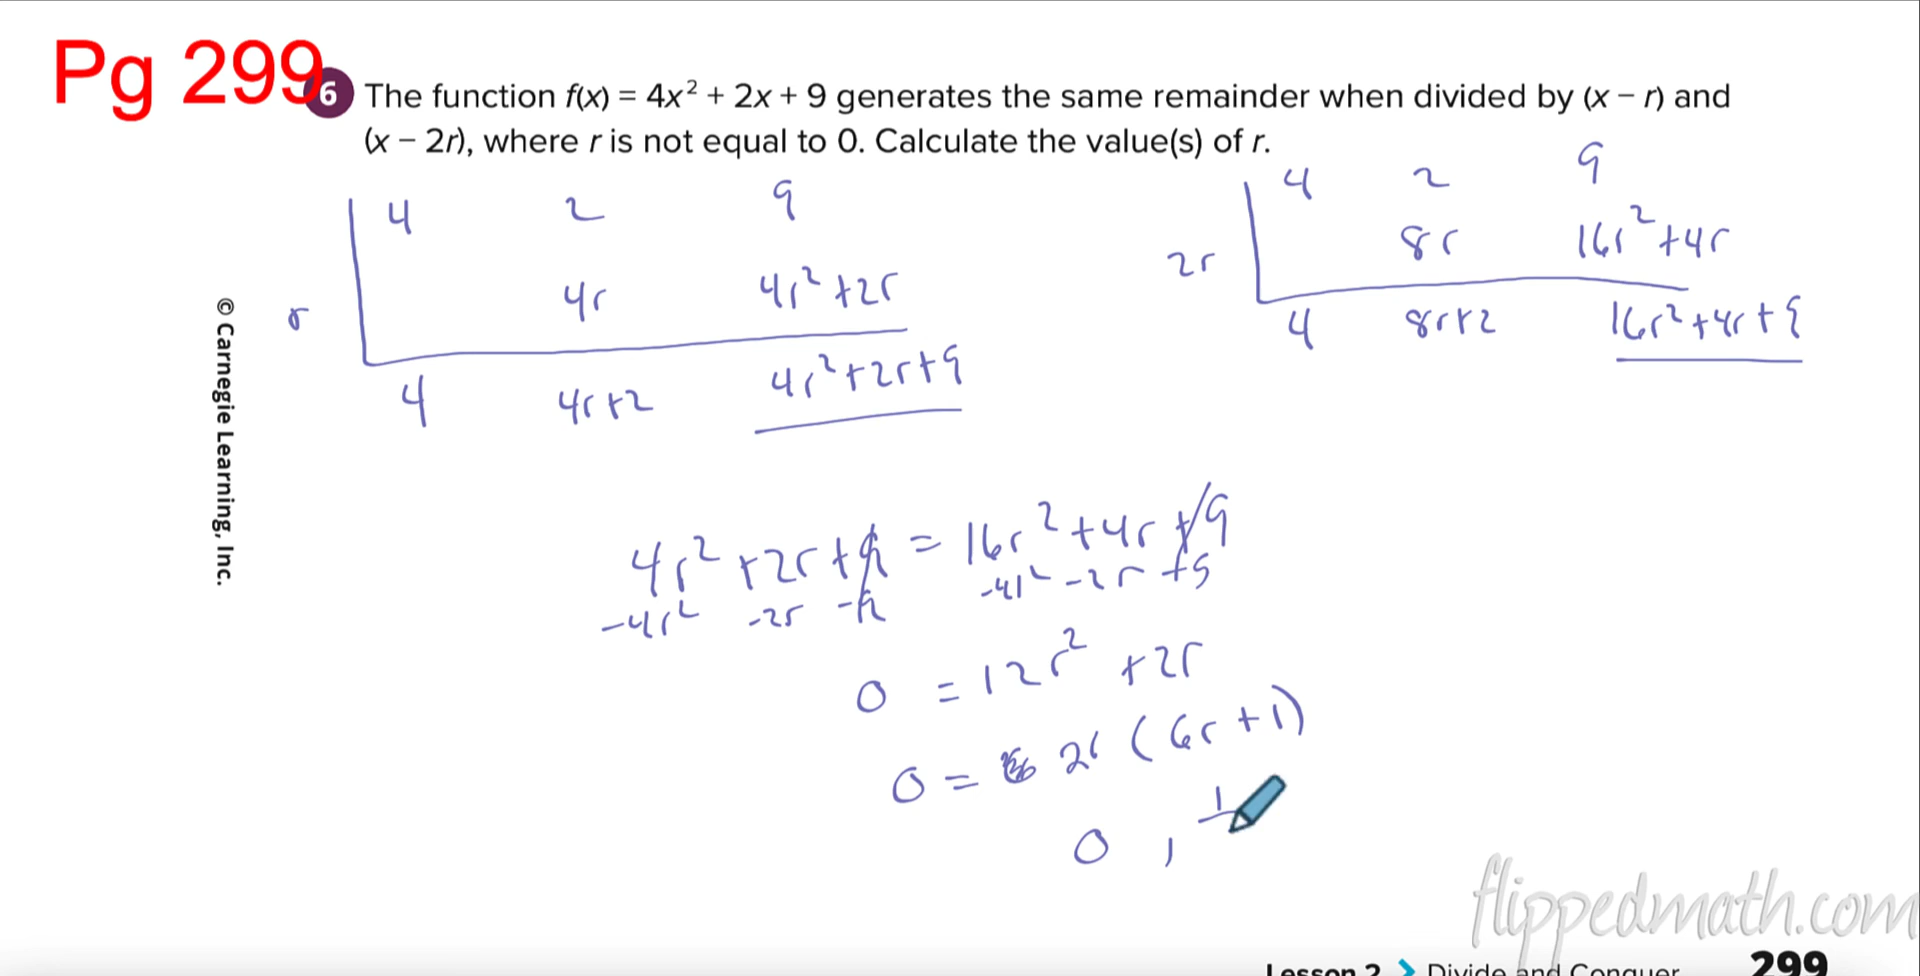 Pg 299
6 The function f(x) = 4x² + 2x + 9 generates the same remainder when divided by (x − r) and
(x − 2r), where r is not equal to 0. Calculate the value(s) of r.
© Carnegie Learning, Inc.
4 2 9
4r 4r² +2r
r
4 4r+2 4r²+2r+9
4 2 9
8r 16r²+4r
2r
4 8r+2 16r²+4r+9
4r²+2r+9 = 16r²+4r+9
-4r² -2r -9 -4r² -2r +9
0 = 12r² +2r
0 = 2r (6r+1)
0 , 1
flippedmath.com
Lesson 2 > Divide and Conquer 299